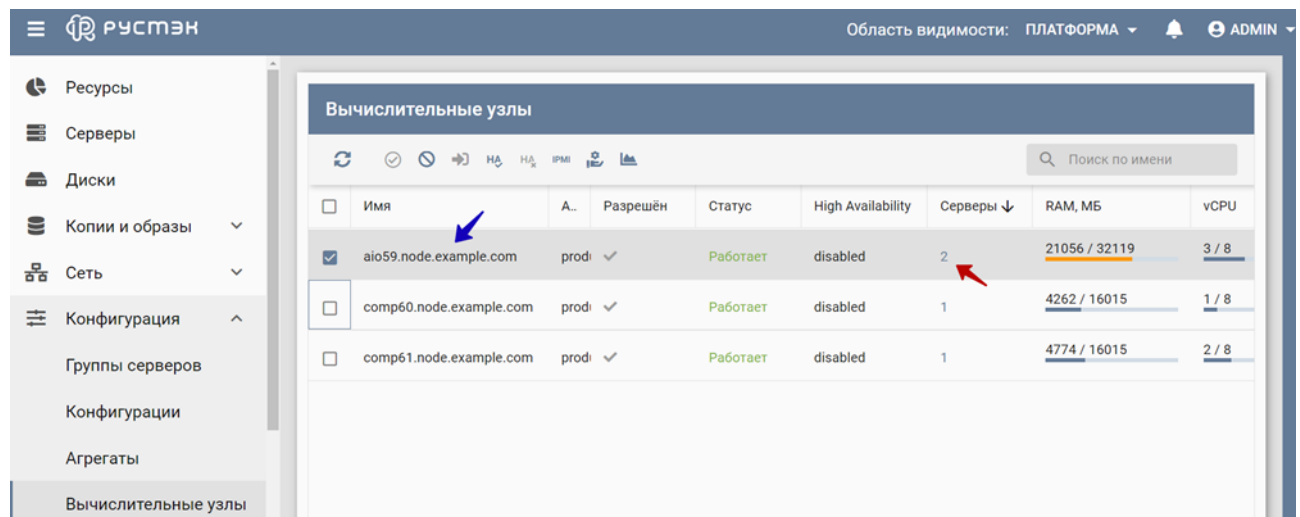 РУСТЭК Область видимости: ПЛАТФОРМА ADMIN
Ресурсы
Серверы
Диски
Копии и образы
Сеть
Конфигурация
Группы серверов
Конфигурации
Агрегаты
Вычислительные узлы
Вычислительные узлы
HA HA IPMI Поиск по имени
Имя А... Разрешён Статус High Availability Серверы RAM, МБ vCPU
aio59.node.example.com prod Работает disabled 2 21056 / 32119 3 / 8
comp60.node.example.com prod Работает disabled 1 4262 / 16015 1 / 8
comp61.node.example.com prod Работает disabled 1 4774 / 16015 2 / 8